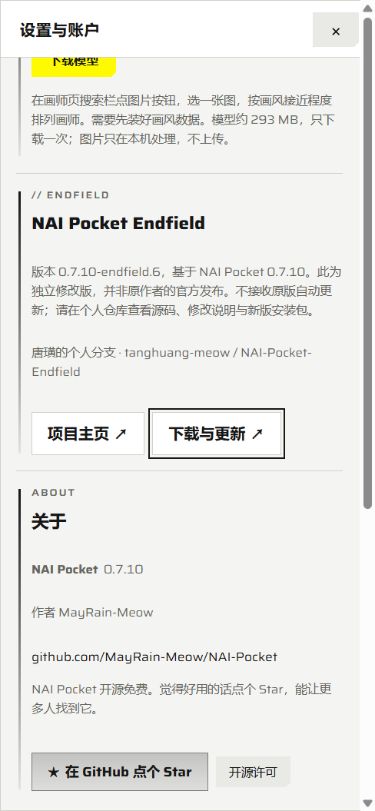 设置与账户
×
下载模型
在画师页搜索栏点图片按钮，选一张图，按画风接近程度
排列画师。需要先装好画风数据。模型约 293 MB，只下
载一次；图片只在本机处理，不上传。
// ENDFIELD
NAI Pocket Endfield
版本 0.7.10-endfield.6，基于 NAI Pocket 0.7.10。此为
独立修改版，并非原作者的官方发布。不接收原版自动更
新；请在个人仓库查看源码、修改说明与新版安装包。
唐璜的个人分支 · tanghuang-meow / NAI-Pocket-
Endfield
项目主页 ↗ 下载与更新 ↗
ABOUT
关于
NAI Pocket 0.7.10
作者 MayRain-Meow
github.com/MayRain-Meow/NAI-Pocket
NAI Pocket 开源免费。觉得好用的话点个 Star，能让更
多人找到它。
★ 在 GitHub 点个 Star 开源许可